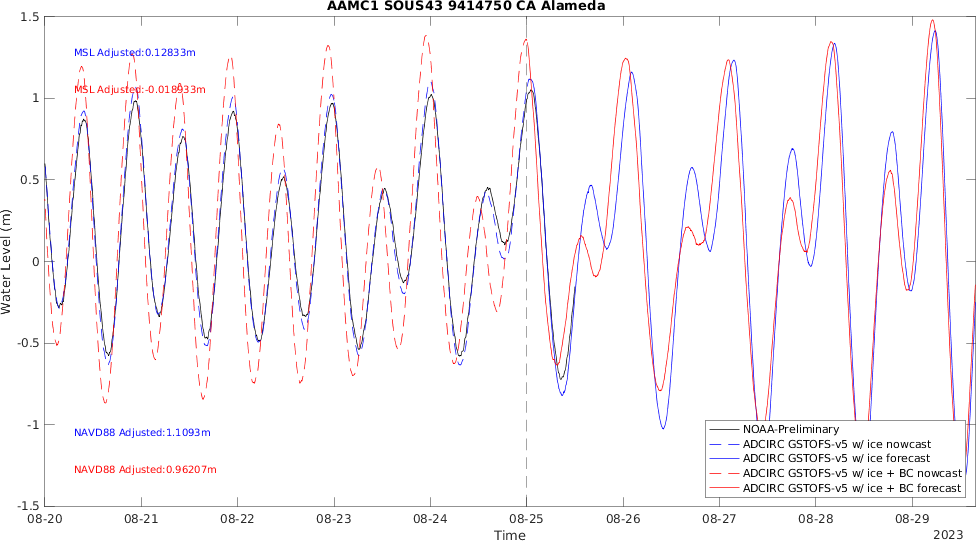 AAMC1 SOUS43 9414750 CA Alameda
1.5
1
0.5
0
-0.5
-1
-1.5
Water Level (m)
MSL Adjusted:0.12833m
MSL Adjusted:-0.018933m
NAVD88 Adjusted:1.1093m
NAVD88 Adjusted:0.96207m
NOAA-Preliminary
ADCIRC GSTOFS-v5 w/ ice nowcast
ADCIRC GSTOFS-v5 w/ ice forecast
ADCIRC GSTOFS-v5 w/ ice + BC nowcast
ADCIRC GSTOFS-v5 w/ ice + BC forecast
08-20 08-21 08-22 08-23 08-24 08-25 08-26 08-27 08-28 08-29
Time
2023